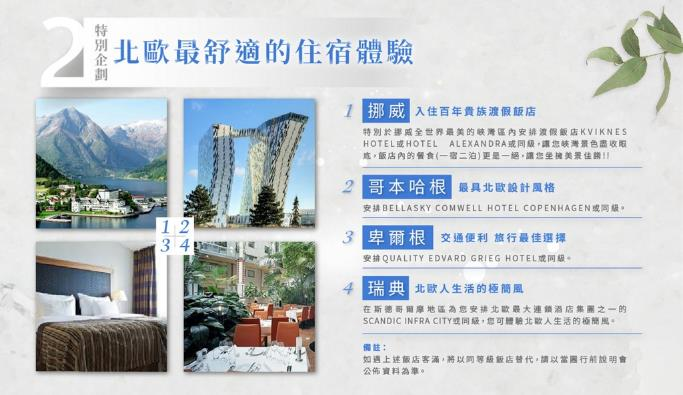 2 特別企劃 北歐最舒適的住宿體驗
1 2
3 4
1 挪威 入住百年貴族渡假飯店
特別於挪威全世界最美的峽灣區內安排渡假飯店KVIKNES
HOTEL或HOTEL ALEXANDRA或同級,讓您峽灣景色盡收眼
底,飯店內的餐食(一宿二泊)更是一絕,讓您坐擁美景佳餚!!
2 哥本哈根 最具北歐設計風格
安排BELLASKY COMWELL HOTEL COPENHAGEN或同級。
3 卑爾根 交通便利 旅行最佳選擇
安排QUALITY EDVARD GRIEG HOTEL或同級。
4 瑞典 北歐人生活的極簡風
在斯德哥爾摩地區為您安排北歐最大連鎖酒店集團之一的
SCANDIC INFRA CITY或同級,您可體驗北歐人生活的極簡風。
備註:
如遇上述飯店客滿,將以同等級飯店替代,請以當團行前說明會
公佈資料為準。